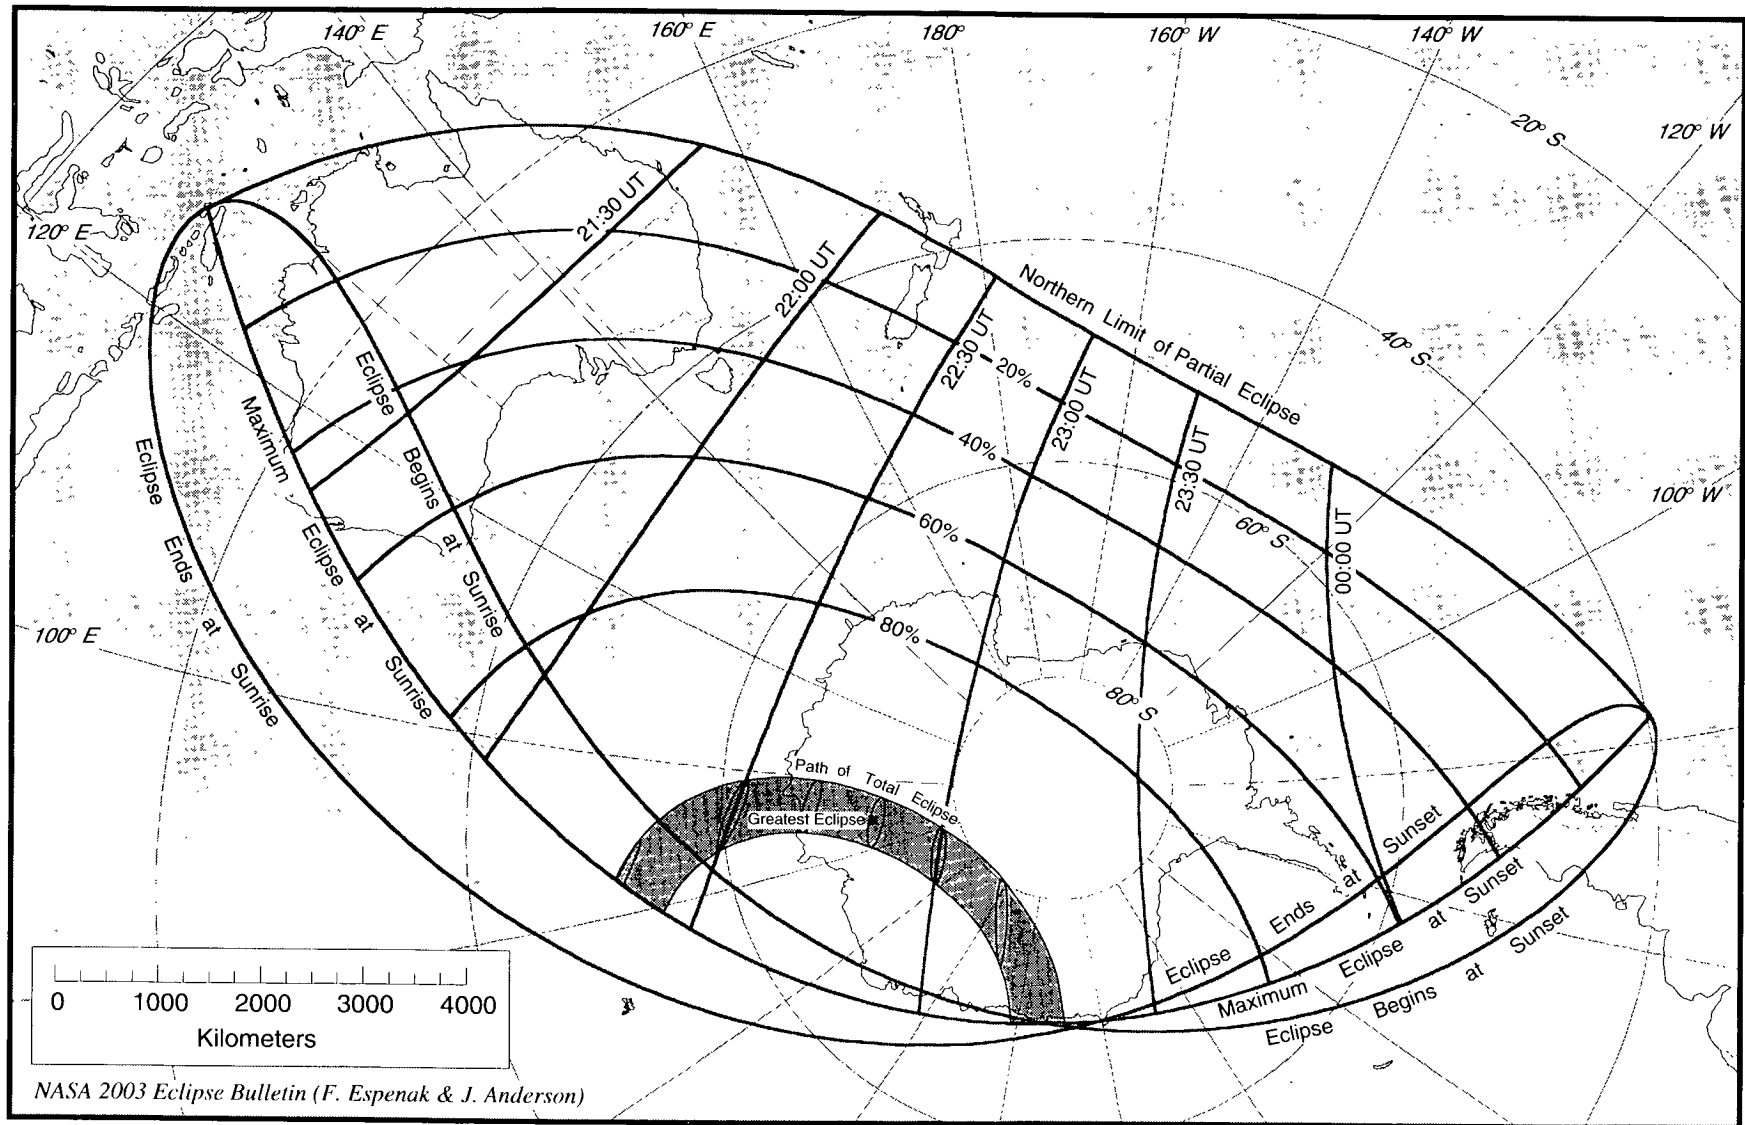 140° E
160° E
180°
160° W
140° W
20° S
120° W
120° E
21:30 UT
22:00 UT
Northern Limit of Partial Eclipse
22:30 UT
20%
23:00 UT
40° S
40%
23:30 UT
60° S
100° W
60%
00:00 UT
80%
80° S
100° E
Eclipse Begins at Sunrise
Maximum Eclipse at Sunrise
Eclipse Ends at Sunrise
Path of Total Eclipse
Greatest Eclipse
Eclipse Ends at Sunset
Maximum Eclipse at Sunset
Eclipse Begins at Sunset
0 1000 2000 3000 4000
Kilometers
NASA 2003 Eclipse Bulletin (F. Espenak & J. Anderson)